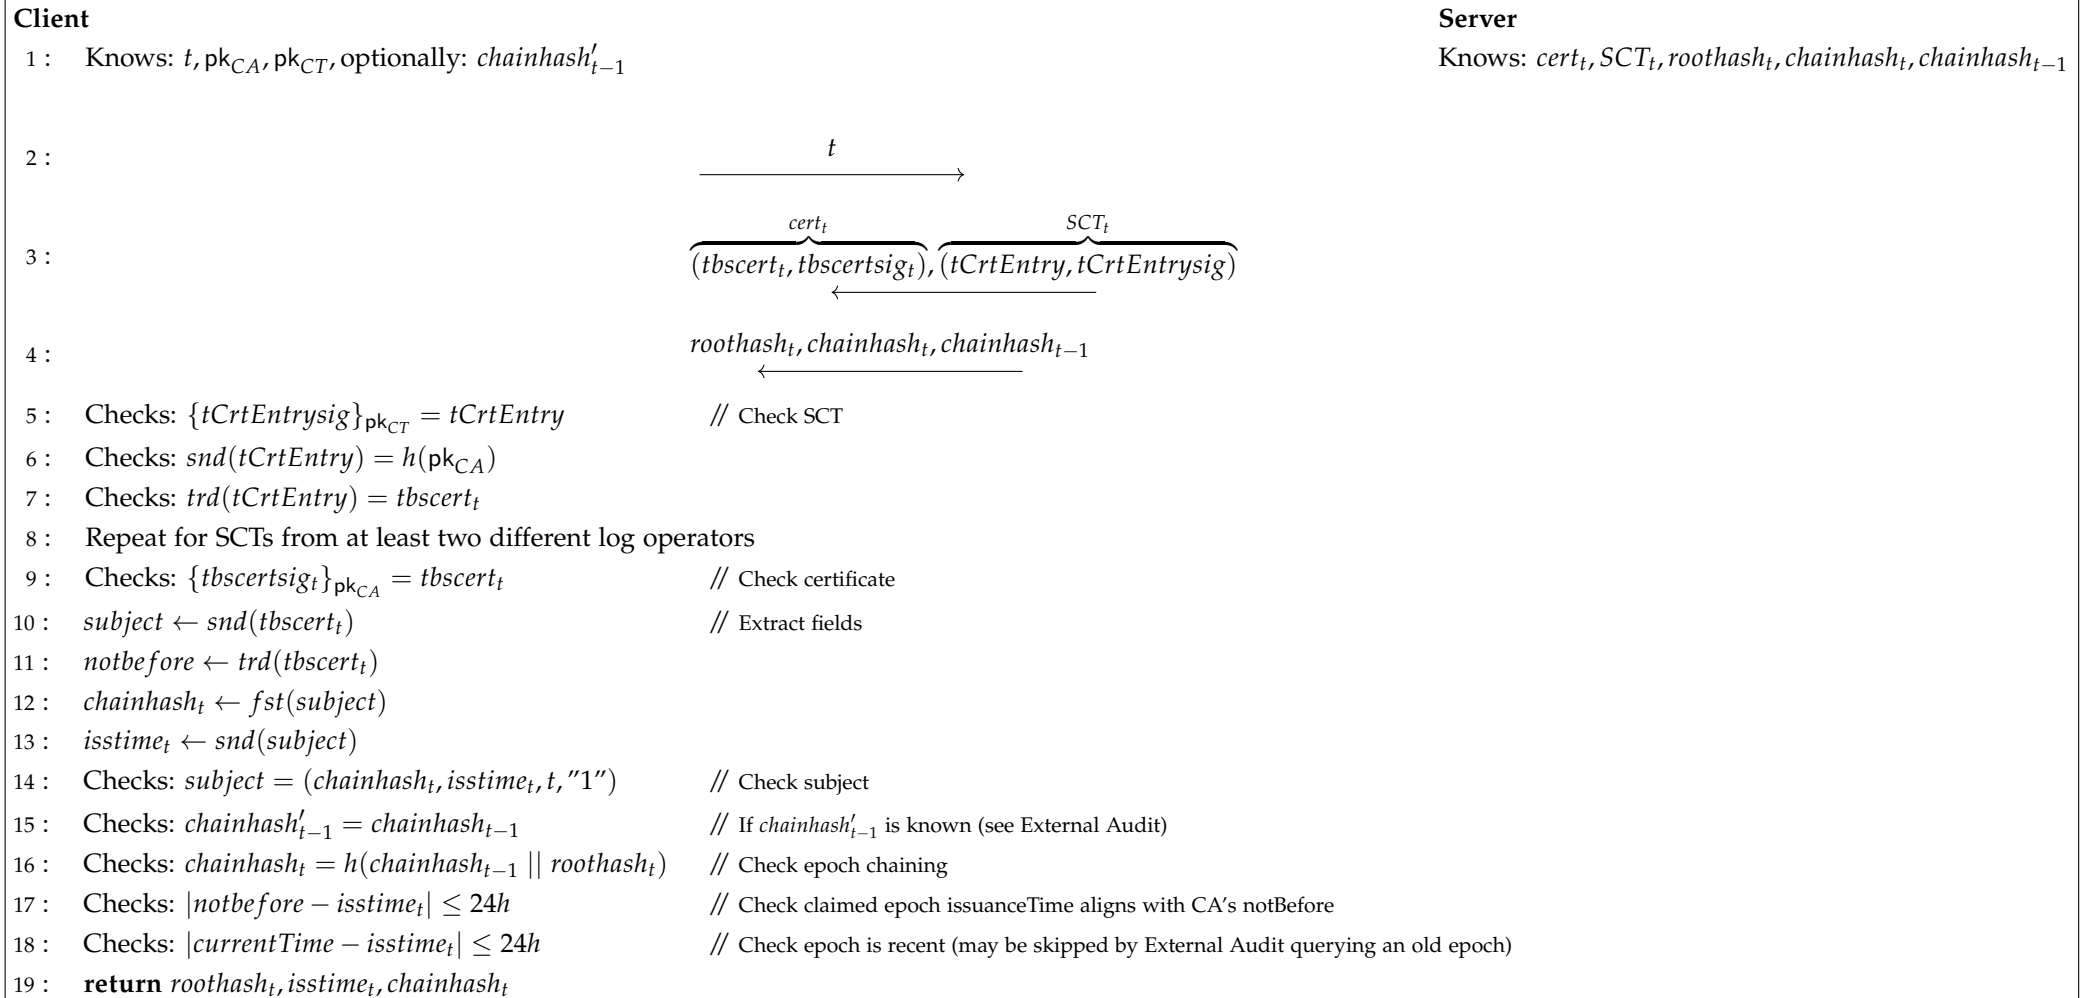 Client Server
1 : Knows: t, pk_CA, pk_CT, optionally: chainhash′_{t−1} Knows: cert_t, SCT_t, roothash_t, chainhash_t, chainhash_{t−1}
2 : t
cert_t SCT_t
3 : (tbscert_t, tbscertsig_t), (tCrtEntry, tCrtEntrysig)
4 : roothash_t, chainhash_t, chainhash_{t−1}
5 : Checks: {tCrtEntrysig}_{pk_CT} = tCrtEntry // Check SCT
6 : Checks: snd(tCrtEntry) = h(pk_CA)
7 : Checks: trd(tCrtEntry) = tbscert_t
8 : Repeat for SCTs from at least two different log operators
9 : Checks: {tbscertsig_t}_{pk_CA} = tbscert_t // Check certificate
10 : subject ← snd(tbscert_t) // Extract fields
11 : notbefore ← trd(tbscert_t)
12 : chainhash_t ← fst(subject)
13 : isstime_t ← snd(subject)
14 : Checks: subject = (chainhash_t, isstime_t, t, "1") // Check subject
15 : Checks: chainhash′_{t−1} = chainhash_{t−1} // If chainhash′_{t−1} is known (see External Audit)
16 : Checks: chainhash_t = h(chainhash_{t−1} || roothash_t) // Check epoch chaining
17 : Checks: |notbefore − isstime_t| ≤ 24h // Check claimed epoch issuanceTime aligns with CA's notBefore
18 : Checks: |currentTime − isstime_t| ≤ 24h // Check epoch is recent (may be skipped by External Audit querying an old epoch)
19 : return roothash_t, isstime_t, chainhash_t